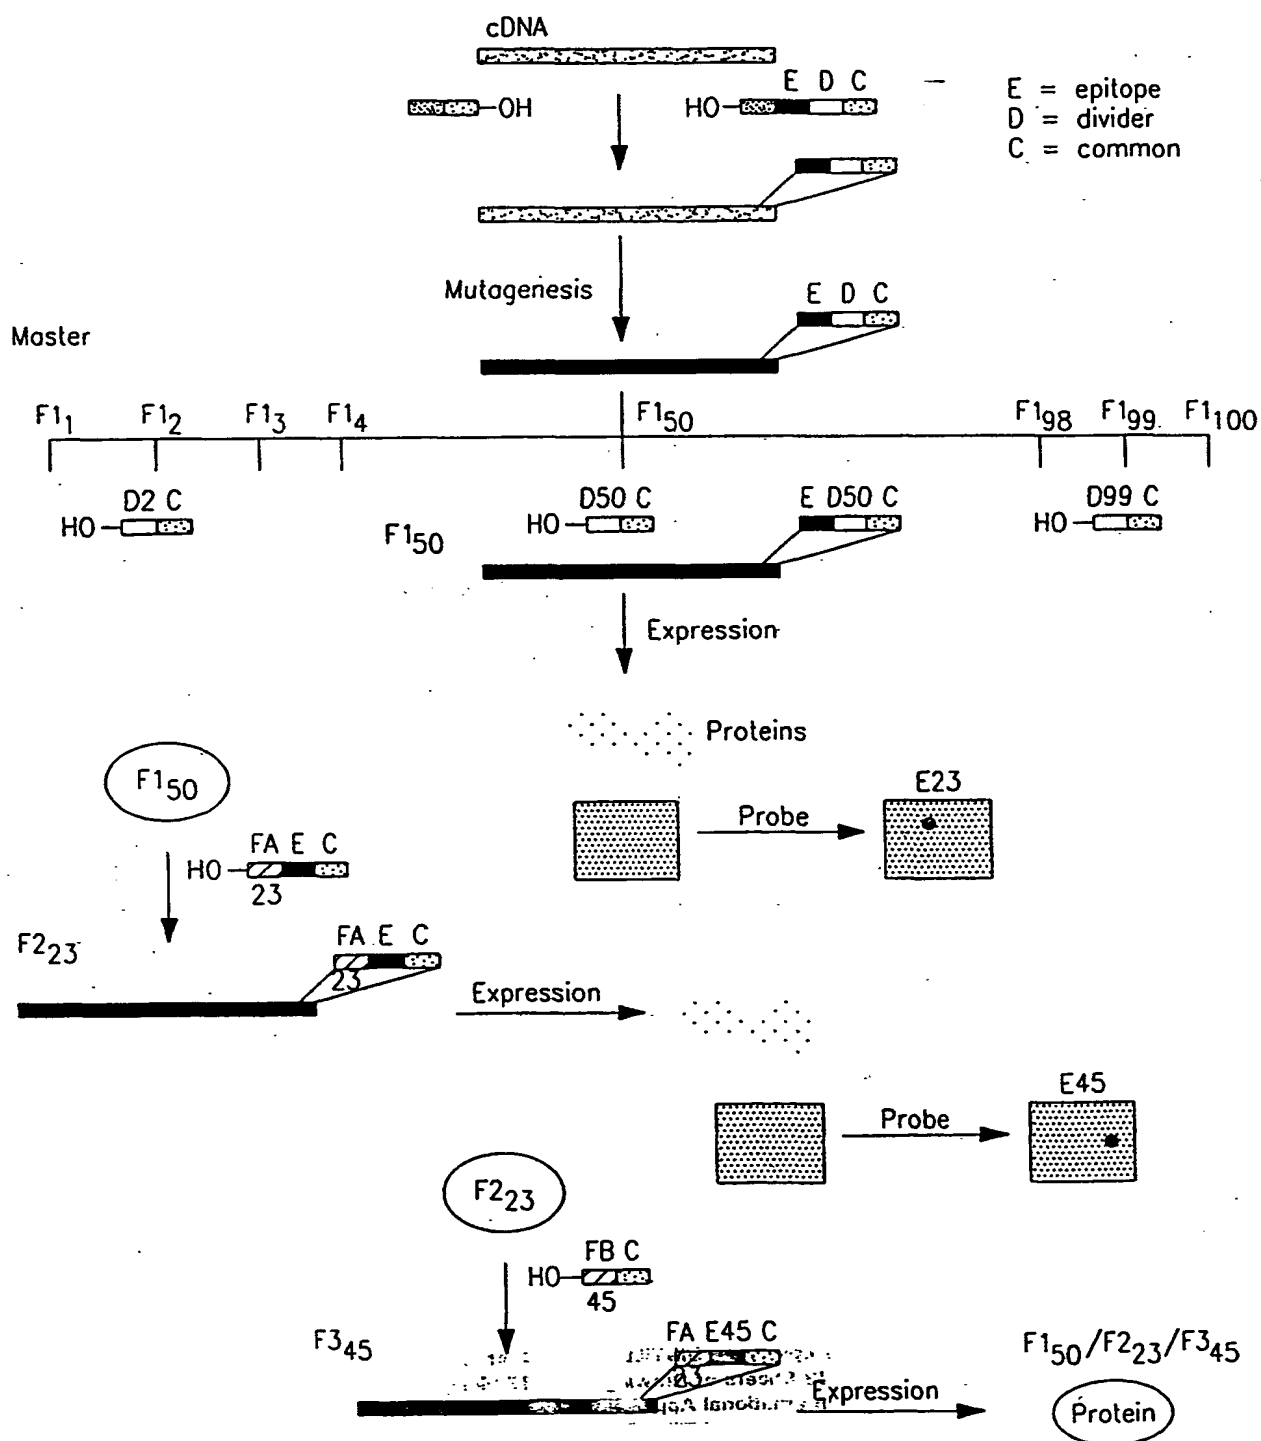 cDNA
E D C
OH
HO
E = epitope
D = divider
C = common
Mutagenesis
E D C
Master
F1₁ F1₂ F1₃ F1₄ F1₅₀ F1₉₈ F1₉₉ F1₁₀₀
D2 C
HO
D50 C
HO
E D50 C
D99 C
HO
F1₅₀
Expression
Proteins
F1₅₀
E23
Probe
FA E C
HO
23
F2₂₃
FA E C
23
Expression
E45
Probe
F2₂₃
FB C
HO
45
F3₄₅
FA E45 C
23
Expression
F1₅₀/F2₂₃/F3₄₅
Protein